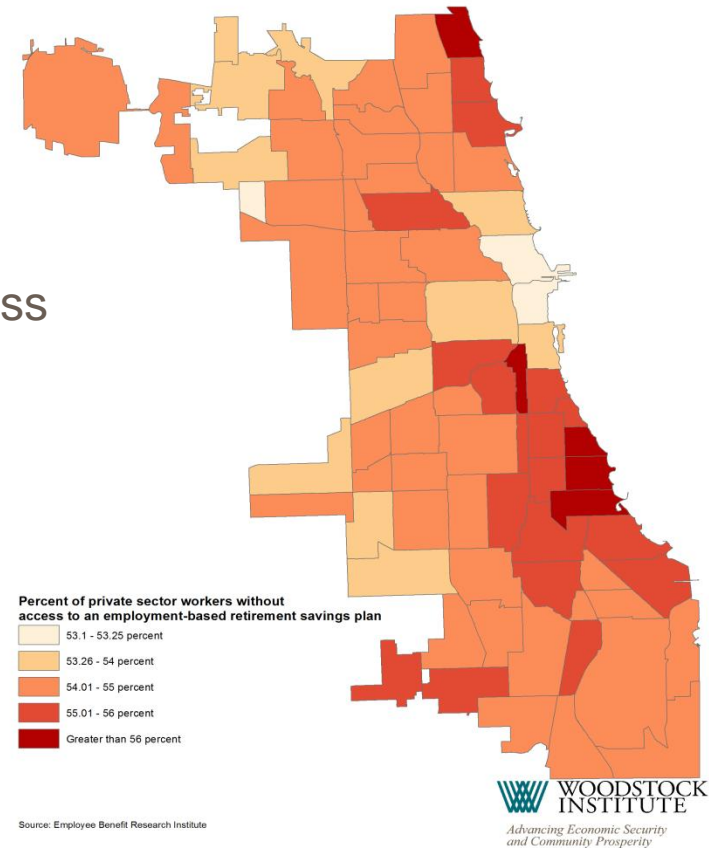 ss
Percent of private sector workers without
access to an employment-based retirement savings plan
53.1 - 53.25 percent
53.26 - 54 percent
54.01 - 55 percent
55.01 - 56 percent
Greater than 56 percent
Source: Employee Benefit Research Institute
WOODSTOCK
INSTITUTE
Advancing Economic Security
and Community Prosperity